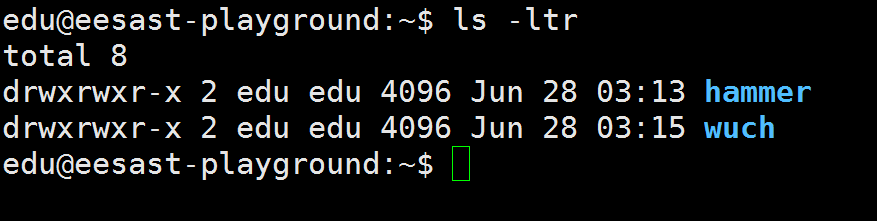 edu@eesast-playground:~$ ls -ltr
total 8
drwxrwxr-x 2 edu edu 4096 Jun 28 03:13 hammer
drwxrwxr-x 2 edu edu 4096 Jun 28 03:15 wuch
edu@eesast-playground:~$